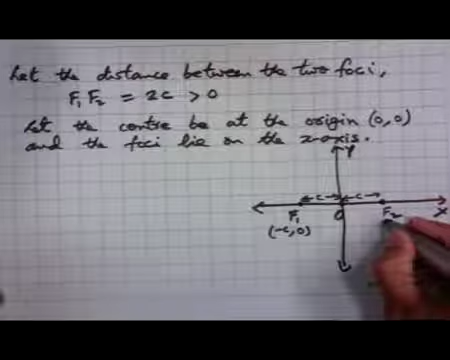 Let the distance between the two foci,
F₁F₂ = 2c > 0
Let the centre be at the origin (0,0)
and the foci lie on the x-axis.
Y
c c
X
F₁ O F₂
(-c,0)